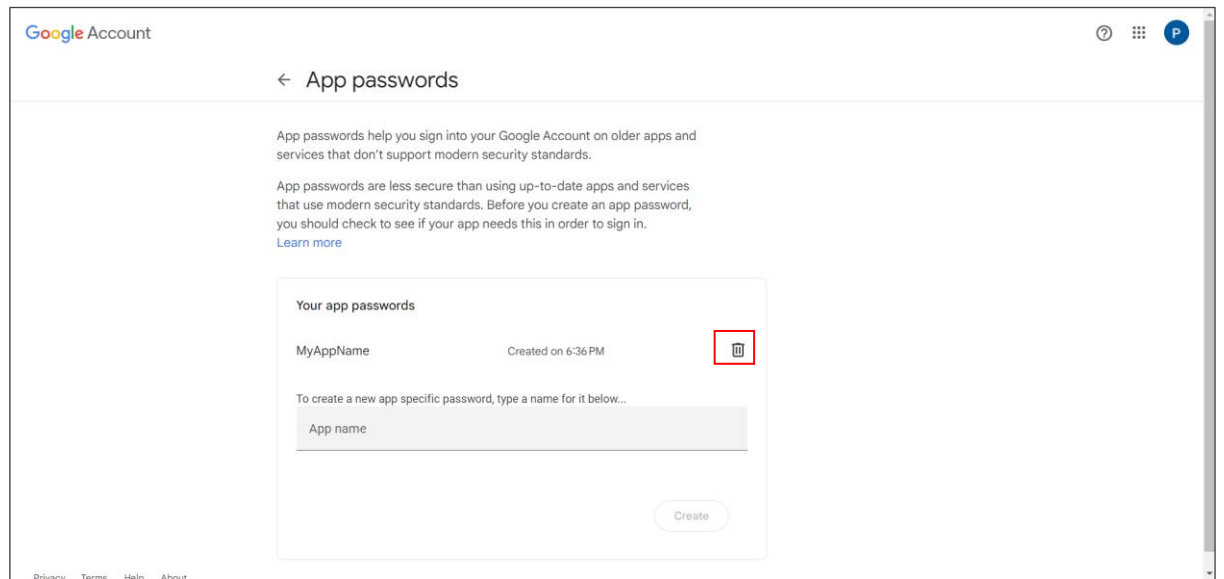 Google Account
P
App passwords
App passwords help you sign into your Google Account on older apps and
services that don't support modern security standards.
App passwords are less secure than using up-to-date apps and services
that use modern security standards. Before you create an app password,
you should check to see if your app needs this in order to sign in.
Learn more
Your app passwords
MyAppName Created on 6:36 PM
To create a new app specific password, type a name for it below...
App name
Create
Privacy Terms Help About